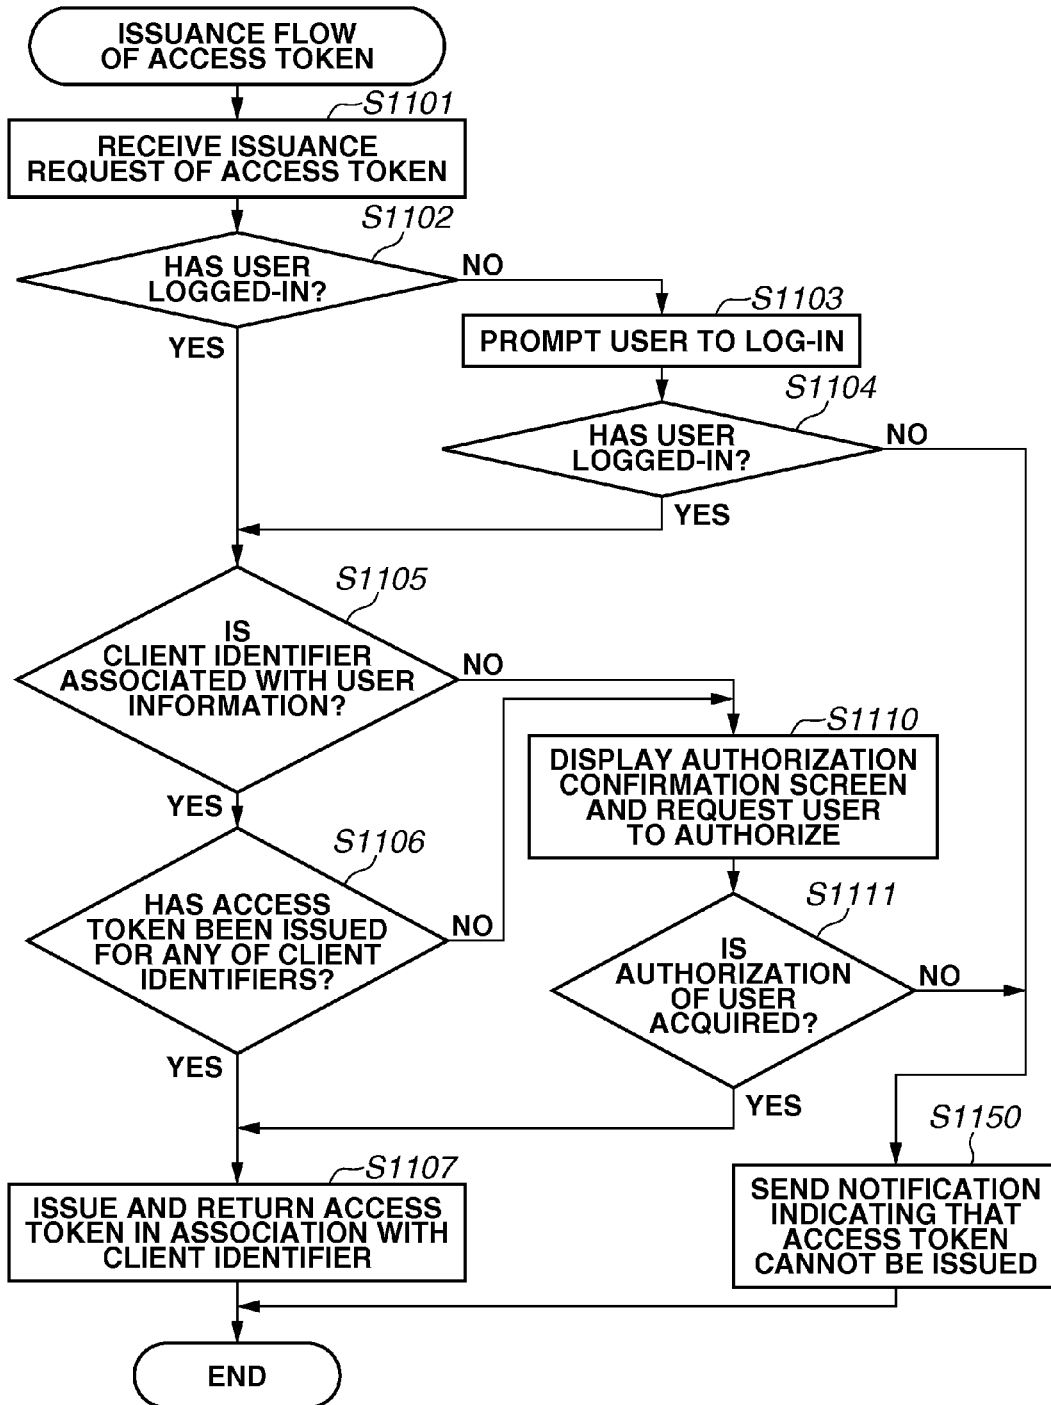 ISSUANCE FLOW
OF ACCESS TOKEN
S1101
RECEIVE ISSUANCE
REQUEST OF ACCESS TOKEN
S1102
HAS USER
LOGGED-IN?
NO
YES
S1103
PROMPT USER TO LOG-IN
S1104
HAS USER
LOGGED-IN?
NO
YES
S1105
IS
CLIENT IDENTIFIER
ASSOCIATED WITH USER
INFORMATION?
NO
YES
S1110
DISPLAY AUTHORIZATION
CONFIRMATION SCREEN
AND REQUEST USER
TO AUTHORIZE
S1106
HAS ACCESS
TOKEN BEEN ISSUED
FOR ANY OF CLIENT
IDENTIFIERS?
NO
YES
S1111
IS
AUTHORIZATION
OF USER
ACQUIRED?
NO
YES
S1107
ISSUE AND RETURN ACCESS
TOKEN IN ASSOCIATION WITH
CLIENT IDENTIFIER
S1150
SEND NOTIFICATION
INDICATING THAT
ACCESS TOKEN
CANNOT BE ISSUED
END